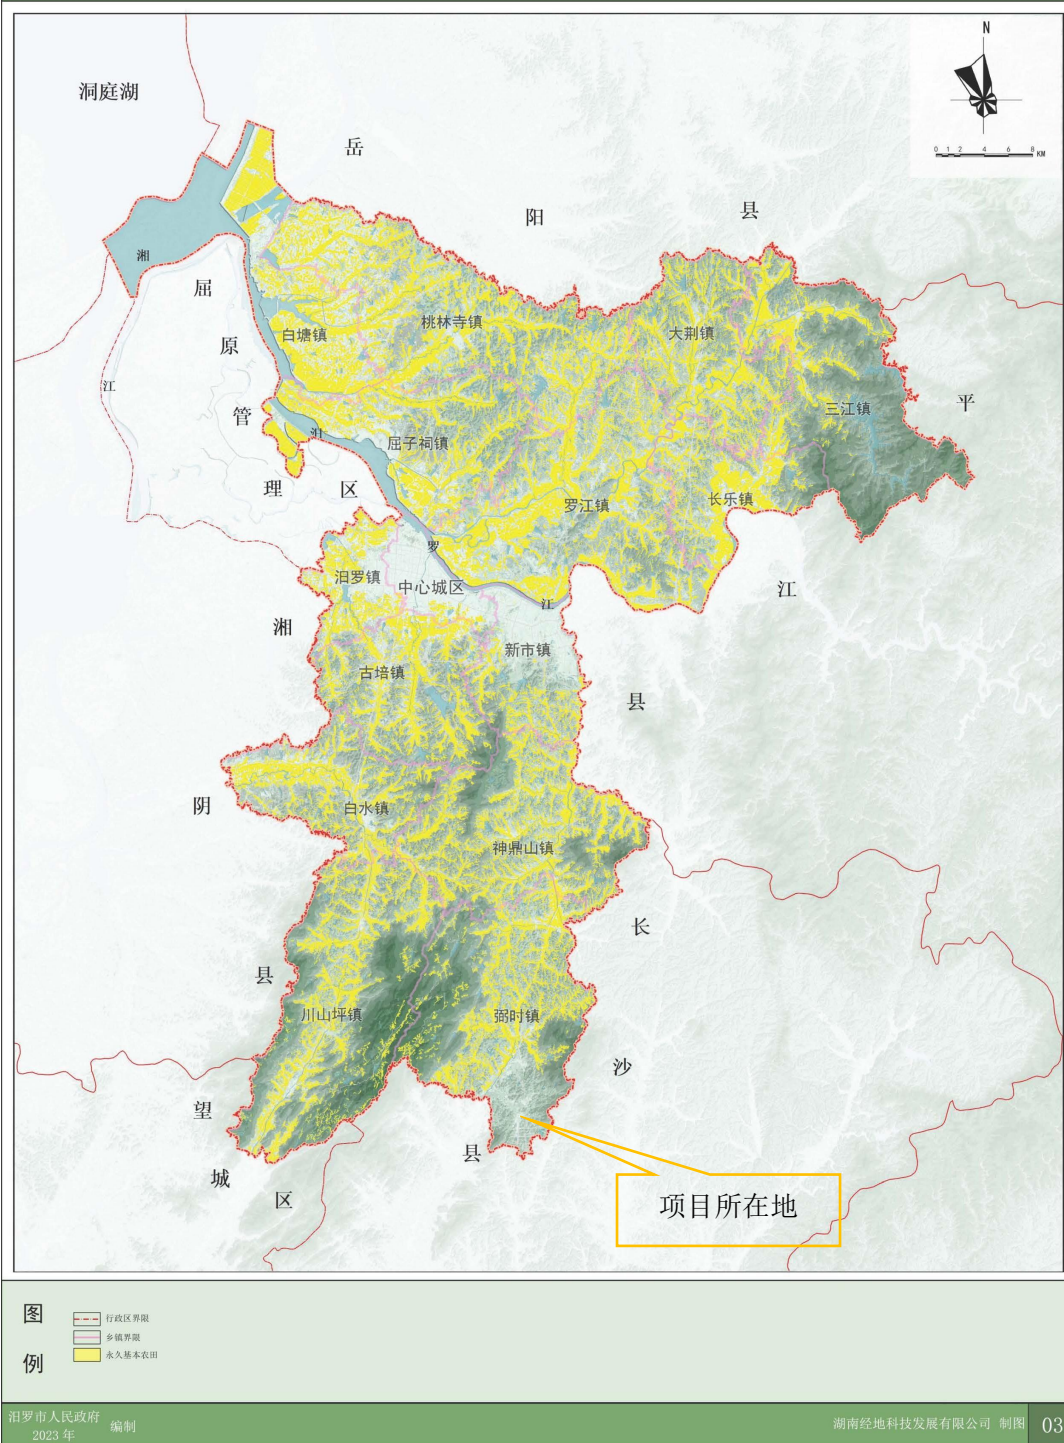 N
0 1 2 4 6 8 KM
洞庭湖
岳
阳
县
湘
屈
原
管
理
区
江
白塘镇
桃林寺镇
大荆镇
三江镇
平
汨
屈子祠镇
罗江镇
长乐镇
罗
汨罗镇
中心城区
江
江
湘
新市镇
古培镇
县
阴
白水镇
神鼎山镇
长
县
川山坪镇
弼时镇
沙
望
县
城
区
项目所在地
图
例
行政区界限
乡镇界限
永久基本农田
汨罗市人民政府
2023 年
编制
湖南经地科技发展有限公司 制图
03